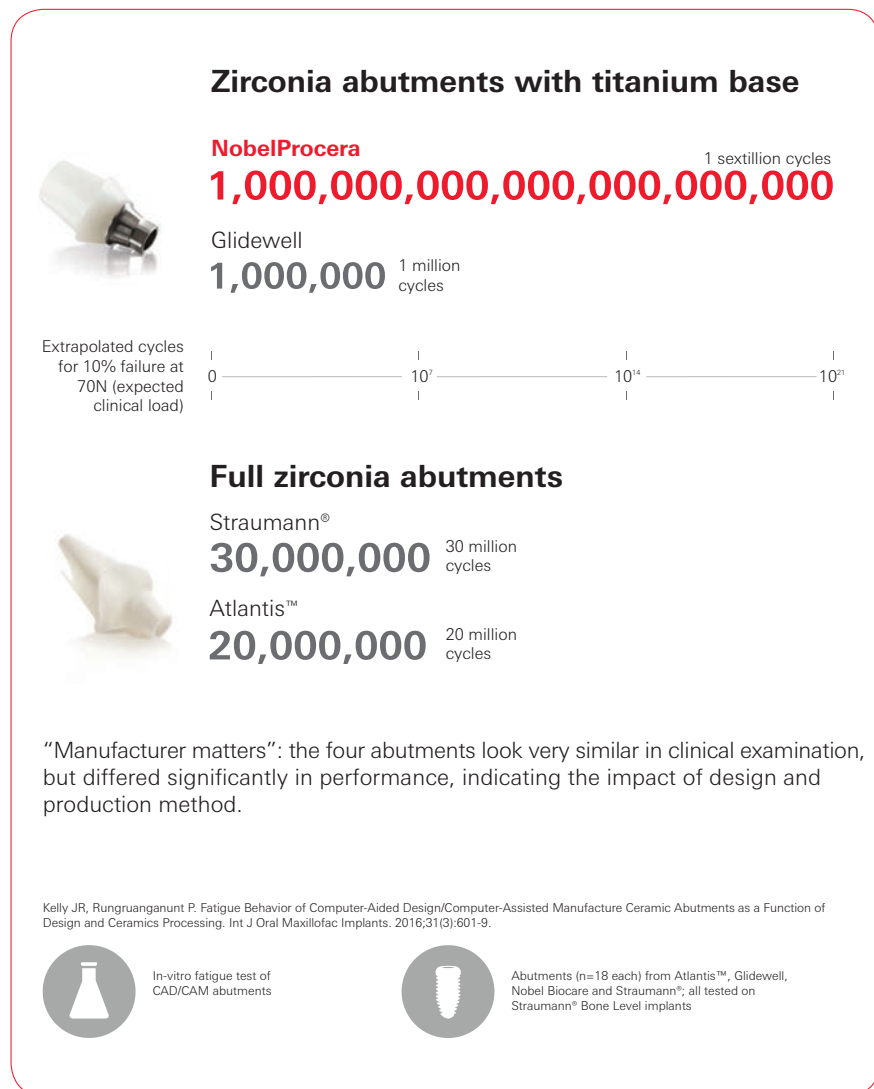 Zirconia abutments with titanium base
NobelProcera
1 sextillion cycles
1,000,000,000,000,000,000,000
Glidewell
1,000,000
1 million
cycles
Extrapolated cycles
for 10% failure at
70N (expected
clinical load)
0
10⁷
10¹⁴
10²¹
Full zirconia abutments
Straumann®
30,000,000
30 million
cycles
Atlantis™
20,000,000
20 million
cycles
“Manufacturer matters”: the four abutments look very similar in clinical examination,
but differed significantly in performance, indicating the impact of design and
production method.
Kelly JR, Rungruanganunt P. Fatigue Behavior of Computer-Aided Design/Computer-Assisted Manufacture Ceramic Abutments as a Function of
Design and Ceramics Processing. Int J Oral Maxillofac Implants. 2016;31(3):601-9.
In-vitro fatigue test of
CAD/CAM abutments
Abutments (n=18 each) from Atlantis™, Glidewell,
Nobel Biocare and Straumann®; all tested on
Straumann® Bone Level implants